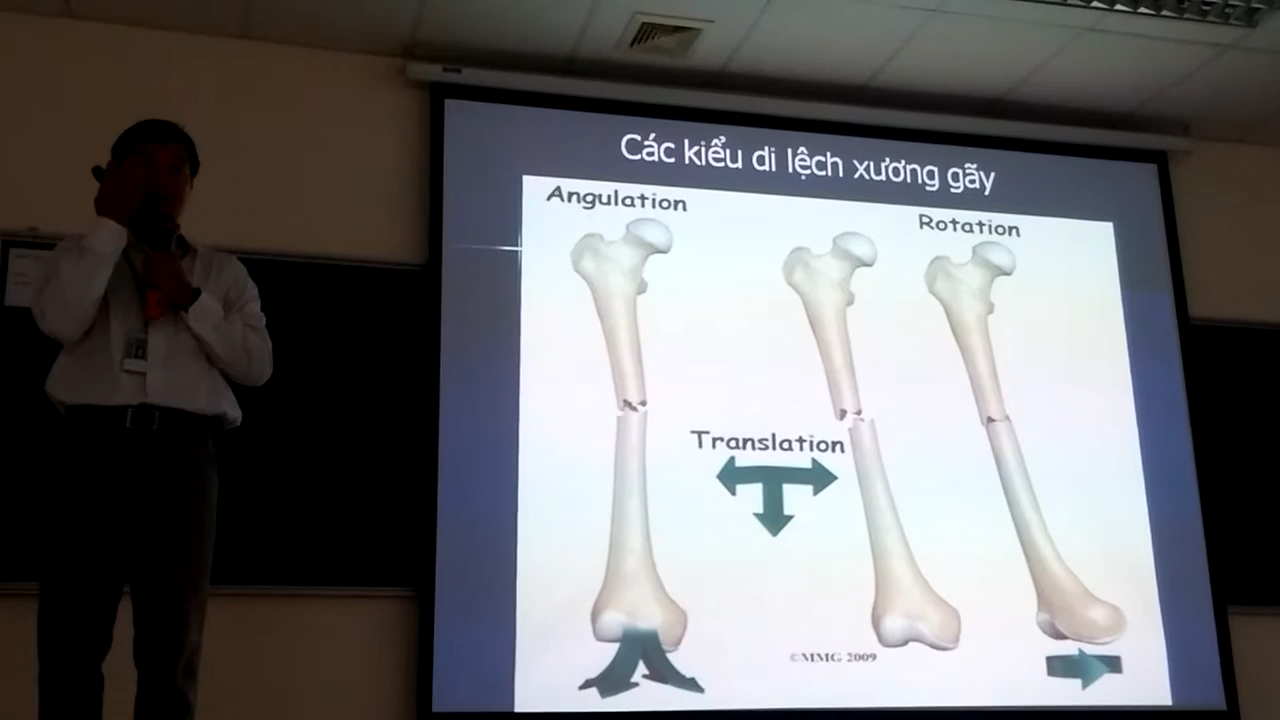 Các kiểu di lệch xương gãy
Angulation
Rotation
Translation
©MMG 2009